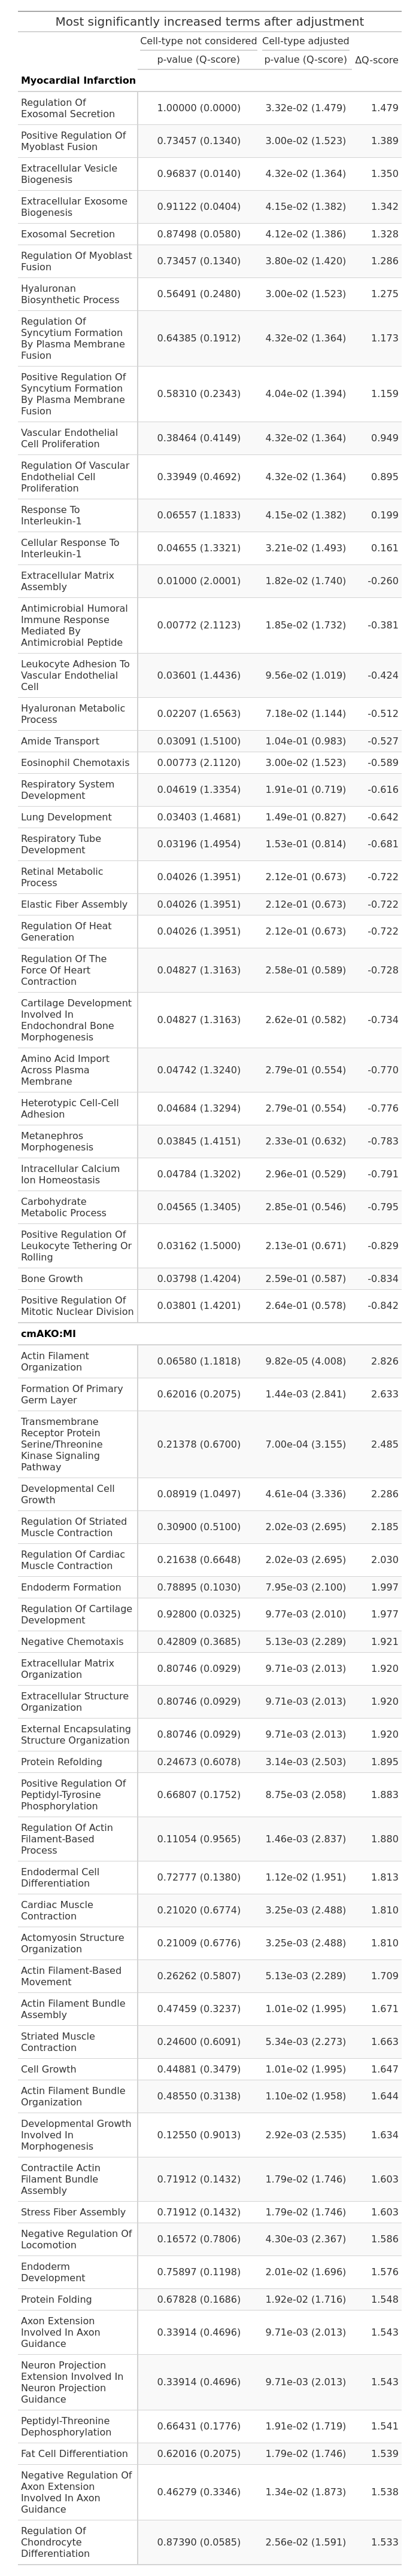 Most significantly increased terms after adjustment
Cell-type not considered Cell-type adjusted
p-value (Q-score) p-value (Q-score) ΔQ-score
Myocardial Infarction
Regulation Of
Exosomal Secretion 1.00000 (0.0000) 3.32e-02 (1.479) 1.479
Positive Regulation Of
Myoblast Fusion 0.73457 (0.1340) 3.00e-02 (1.523) 1.389
Extracellular Vesicle
Biogenesis 0.96837 (0.0140) 4.32e-02 (1.364) 1.350
Extracellular Exosome
Biogenesis 0.91122 (0.0404) 4.15e-02 (1.382) 1.342
Exosomal Secretion 0.87498 (0.0580) 4.12e-02 (1.386) 1.328
Regulation Of Myoblast
Fusion 0.73457 (0.1340) 3.80e-02 (1.420) 1.286
Hyaluronan
Biosynthetic Process 0.56491 (0.2480) 3.00e-02 (1.523) 1.275
Regulation Of
Syncytium Formation
By Plasma Membrane
Fusion 0.64385 (0.1912) 4.32e-02 (1.364) 1.173
Positive Regulation Of
Syncytium Formation
By Plasma Membrane
Fusion 0.58310 (0.2343) 4.04e-02 (1.394) 1.159
Vascular Endothelial
Cell Proliferation 0.38464 (0.4149) 4.32e-02 (1.364) 0.949
Regulation Of Vascular
Endothelial Cell
Proliferation 0.33949 (0.4692) 4.32e-02 (1.364) 0.895
Response To
Interleukin-1 0.06557 (1.1833) 4.15e-02 (1.382) 0.199
Cellular Response To
Interleukin-1 0.04655 (1.3321) 3.21e-02 (1.493) 0.161
Extracellular Matrix
Assembly 0.01000 (2.0001) 1.82e-02 (1.740) -0.260
Antimicrobial Humoral
Immune Response
Mediated By
Antimicrobial Peptide 0.00772 (2.1123) 1.85e-02 (1.732) -0.381
Leukocyte Adhesion To
Vascular Endothelial
Cell 0.03601 (1.4436) 9.56e-02 (1.019) -0.424
Hyaluronan Metabolic
Process 0.02207 (1.6563) 7.18e-02 (1.144) -0.512
Amide Transport 0.03091 (1.5100) 1.04e-01 (0.983) -0.527
Eosinophil Chemotaxis 0.00773 (2.1120) 3.00e-02 (1.523) -0.589
Respiratory System
Development 0.04619 (1.3354) 1.91e-01 (0.719) -0.616
Lung Development 0.03403 (1.4681) 1.49e-01 (0.827) -0.642
Respiratory Tube
Development 0.03196 (1.4954) 1.53e-01 (0.814) -0.681
Retinal Metabolic
Process 0.04026 (1.3951) 2.12e-01 (0.673) -0.722
Elastic Fiber Assembly 0.04026 (1.3951) 2.12e-01 (0.673) -0.722
Regulation Of Heat
Generation 0.04026 (1.3951) 2.12e-01 (0.673) -0.722
Regulation Of The
Force Of Heart
Contraction 0.04827 (1.3163) 2.58e-01 (0.589) -0.728
Cartilage Development
Involved In
Endochondral Bone
Morphogenesis 0.04827 (1.3163) 2.62e-01 (0.582) -0.734
Amino Acid Import
Across Plasma
Membrane 0.04742 (1.3240) 2.79e-01 (0.554) -0.770
Heterotypic Cell-Cell
Adhesion 0.04684 (1.3294) 2.79e-01 (0.554) -0.776
Metanephros
Morphogenesis 0.03845 (1.4151) 2.33e-01 (0.632) -0.783
Intracellular Calcium
Ion Homeostasis 0.04784 (1.3202) 2.96e-01 (0.529) -0.791
Carbohydrate
Metabolic Process 0.04565 (1.3405) 2.85e-01 (0.546) -0.795
Positive Regulation Of
Leukocyte Tethering Or
Rolling 0.03162 (1.5000) 2.13e-01 (0.671) -0.829
Bone Growth 0.03798 (1.4204) 2.59e-01 (0.587) -0.834
Positive Regulation Of
Mitotic Nuclear Division 0.03801 (1.4201) 2.64e-01 (0.578) -0.842
cmAKO:MI
Actin Filament
Organization 0.06580 (1.1818) 9.82e-05 (4.008) 2.826
Formation Of Primary
Germ Layer 0.62016 (0.2075) 1.44e-03 (2.841) 2.633
Transmembrane
Receptor Protein
Serine/Threonine
Kinase Signaling
Pathway 0.21378 (0.6700) 7.00e-04 (3.155) 2.485
Developmental Cell
Growth 0.08919 (1.0497) 4.61e-04 (3.336) 2.286
Regulation Of Striated
Muscle Contraction 0.30900 (0.5100) 2.02e-03 (2.695) 2.185
Regulation Of Cardiac
Muscle Contraction 0.21638 (0.6648) 2.02e-03 (2.695) 2.030
Endoderm Formation 0.78895 (0.1030) 7.95e-03 (2.100) 1.997
Regulation Of Cartilage
Development 0.92800 (0.0325) 9.77e-03 (2.010) 1.977
Negative Chemotaxis 0.42809 (0.3685) 5.13e-03 (2.289) 1.921
Extracellular Matrix
Organization 0.80746 (0.0929) 9.71e-03 (2.013) 1.920
Extracellular Structure
Organization 0.80746 (0.0929) 9.71e-03 (2.013) 1.920
External Encapsulating
Structure Organization 0.80746 (0.0929) 9.71e-03 (2.013) 1.920
Protein Refolding 0.24673 (0.6078) 3.14e-03 (2.503) 1.895
Positive Regulation Of
Peptidyl-Tyrosine
Phosphorylation 0.66807 (0.1752) 8.75e-03 (2.058) 1.883
Regulation Of Actin
Filament-Based
Process 0.11054 (0.9565) 1.46e-03 (2.837) 1.880
Endodermal Cell
Differentiation 0.72777 (0.1380) 1.12e-02 (1.951) 1.813
Cardiac Muscle
Contraction 0.21020 (0.6774) 3.25e-03 (2.488) 1.810
Actomyosin Structure
Organization 0.21009 (0.6776) 3.25e-03 (2.488) 1.810
Actin Filament-Based
Movement 0.26262 (0.5807) 5.13e-03 (2.289) 1.709
Actin Filament Bundle
Assembly 0.47459 (0.3237) 1.01e-02 (1.995) 1.671
Striated Muscle
Contraction 0.24600 (0.6091) 5.34e-03 (2.273) 1.663
Cell Growth 0.44881 (0.3479) 1.01e-02 (1.995) 1.647
Actin Filament Bundle
Organization 0.48550 (0.3138) 1.10e-02 (1.958) 1.644
Developmental Growth
Involved In
Morphogenesis 0.12550 (0.9013) 2.92e-03 (2.535) 1.634
Contractile Actin
Filament Bundle
Assembly 0.71912 (0.1432) 1.79e-02 (1.746) 1.603
Stress Fiber Assembly 0.71912 (0.1432) 1.79e-02 (1.746) 1.603
Negative Regulation Of
Locomotion 0.16572 (0.7806) 4.30e-03 (2.367) 1.586
Endoderm
Development 0.75897 (0.1198) 2.01e-02 (1.696) 1.576
Protein Folding 0.67828 (0.1686) 1.92e-02 (1.716) 1.548
Axon Extension
Involved In Axon
Guidance 0.33914 (0.4696) 9.71e-03 (2.013) 1.543
Neuron Projection
Extension Involved In
Neuron Projection
Guidance 0.33914 (0.4696) 9.71e-03 (2.013) 1.543
Peptidyl-Threonine
Dephosphorylation 0.66431 (0.1776) 1.91e-02 (1.719) 1.541
Fat Cell Differentiation 0.62016 (0.2075) 1.79e-02 (1.746) 1.539
Negative Regulation Of
Axon Extension
Involved In Axon
Guidance 0.46279 (0.3346) 1.34e-02 (1.873) 1.538
Regulation Of
Chondrocyte
Differentiation 0.87390 (0.0585) 2.56e-02 (1.591) 1.533